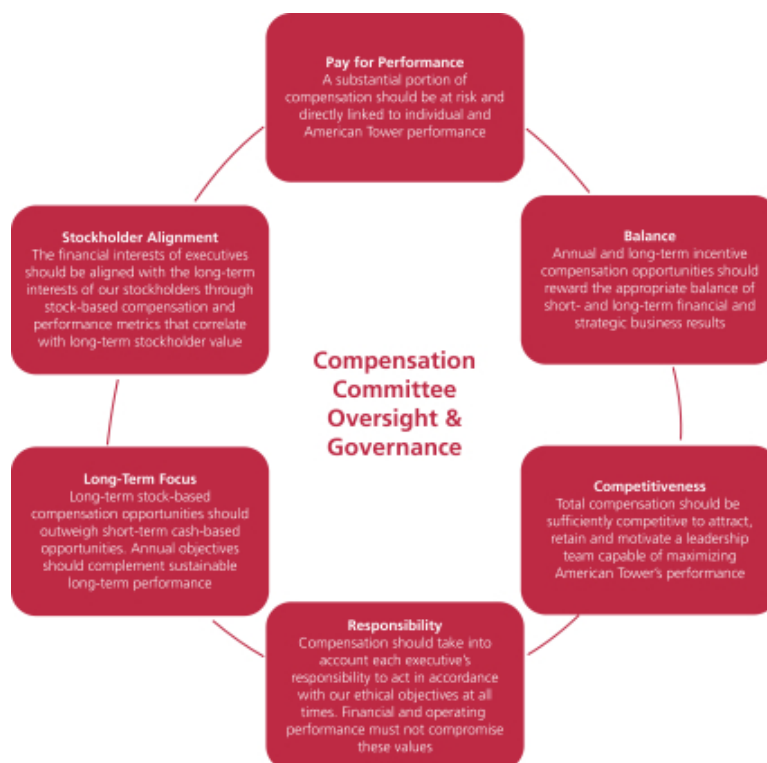 Pay for Performance
A substantial portion of
compensation should be at risk and
directly linked to individual and
American Tower performance
Balance
Annual and long-term incentive
compensation opportunities should
reward the appropriate balance of
short- and long-term financial and
strategic business results
Competitiveness
Total compensation should be
sufficiently competitive to attract,
retain and motivate a leadership
team capable of maximizing
American Tower's performance
Responsibility
Compensation should take into
account each executive's
responsibility to act in accordance
with our ethical objectives at all
times. Financial and operating
performance must not compromise
these values
Long-Term Focus
Long-term stock-based
compensation opportunities should
outweigh short-term cash-based
opportunities. Annual objectives
should complement sustainable
long-term performance
Stockholder Alignment
The financial interests of executives
should be aligned with the long-term
interests of our stockholders through
stock-based compensation and
performance metrics that correlate
with long-term stockholder value
Compensation
Committee
Oversight &
Governance